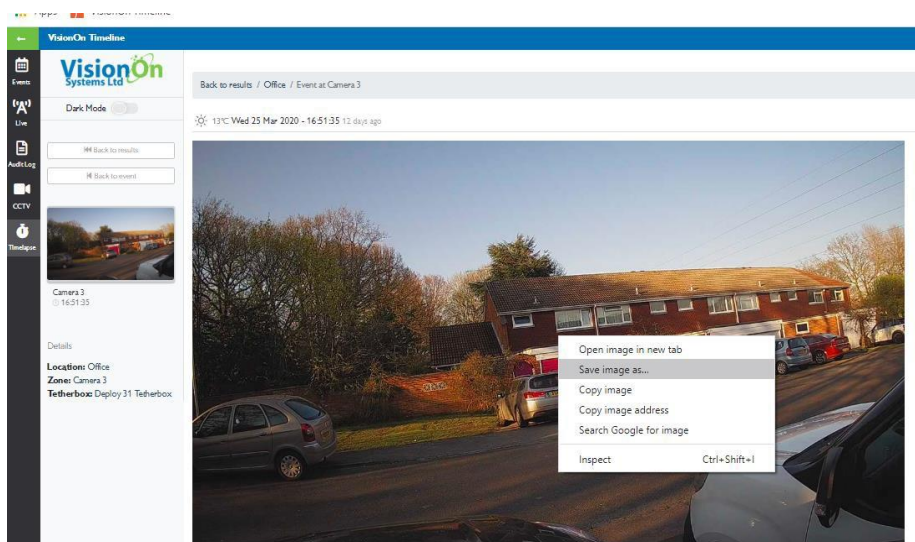 VisionOn Timeline
VisionOn
Systems Ltd
Events
Live
Audit Log
CCTV
Timelapse
Dark Mode
Back to results
Back to event
Camera 3
16:51:35
Details
Location: Office
Zone: Camera 3
Tetherbox: Deploy 31 Tetherbox
Back to results / Office / Event at Camera 3
13°C Wed 25 Mar 2020 - 16:51:35 12 days ago
Open image in new tab
Save image as...
Copy image
Copy image address
Search Google for image
Inspect Ctrl+Shift+I